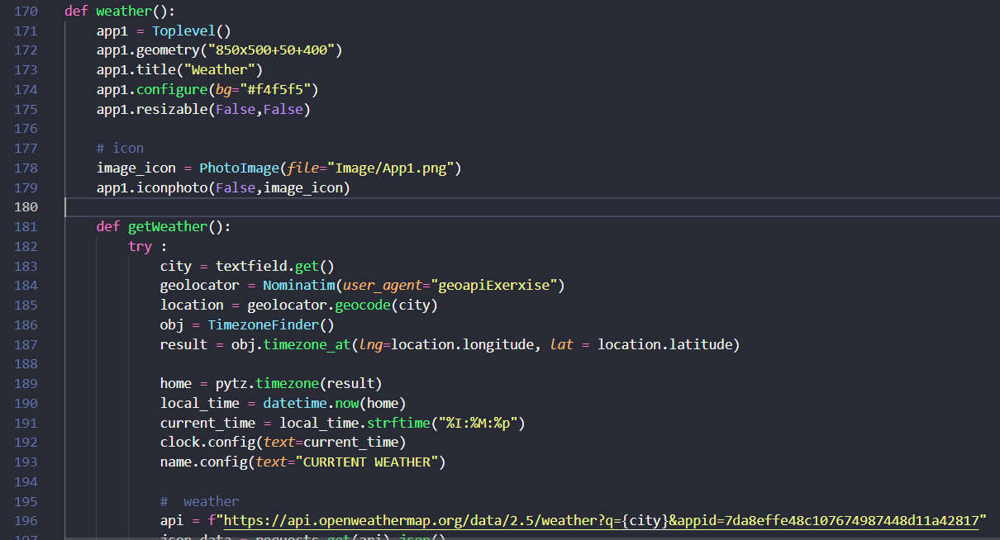 170 def weather():
171 app1 = Toplevel()
172 app1.geometry("850x500+50+400")
173 app1.title("Weather")
174 app1.configure(bg="#f4f5f5")
175 app1.resizable(False,False)
176
177 # icon
178 image_icon = PhotoImage(file="Image/App1.png")
179 app1.iconphoto(False,image_icon)
180
181 def getWeather():
182 try :
183 city = textfield.get()
184 geolocator = Nominatim(user_agent="geoapiExerxise")
185 location = geolocator.geocode(city)
186 obj = TimezoneFinder()
187 result = obj.timezone_at(lng=location.longitude, lat = location.latitude)
188
189 home = pytz.timezone(result)
190 local_time = datetime.now(home)
191 current_time = local_time.strftime("%I:%M:%p")
192 clock.config(text=current_time)
193 name.config(text="CURRTENT WEATHER")
194
195 #  weather
196 api = f"https://api.openweathermap.org/data/2.5/weather?q={city}&appid=7da8effe48c107674987448d11a42817"
197 json_data = requests.get(api).json()